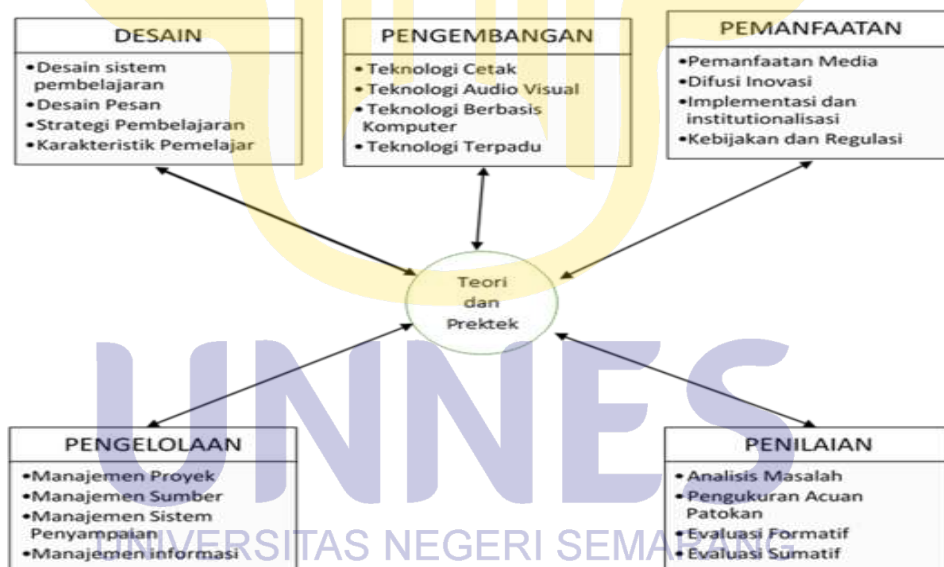 DESAIN
•Desain sistem
pembelajaran
•Desain Pesan
•Strategi Pembelajaran
•Karakteristik Pemelajar
PENGEMBANGAN
•Teknologi Cetak
•Teknologi Audio Visual
•Teknologi Berbasis
Komputer
•Teknologi Terpadu
PEMANFAATAN
•Pemanfaatan Media
•Difusi Inovasi
•Implementasi dan
institutionalisasi
•Kebijakan dan Regulasi
Teori
dan
Prektek
UNNES
PENGELOLAAN
•Manajemen Proyek
•Manajemen Sumber
•Manajemen Sistem
Penyampaian
•Manajemen informasi
PENILAIAN
•Analisis Masalah
•Pengukuran Acuan
Patokan
•Evaluasi Formatif
•Evaluasi Sumatif
UNIVERSITAS NEGERI SEMARANG